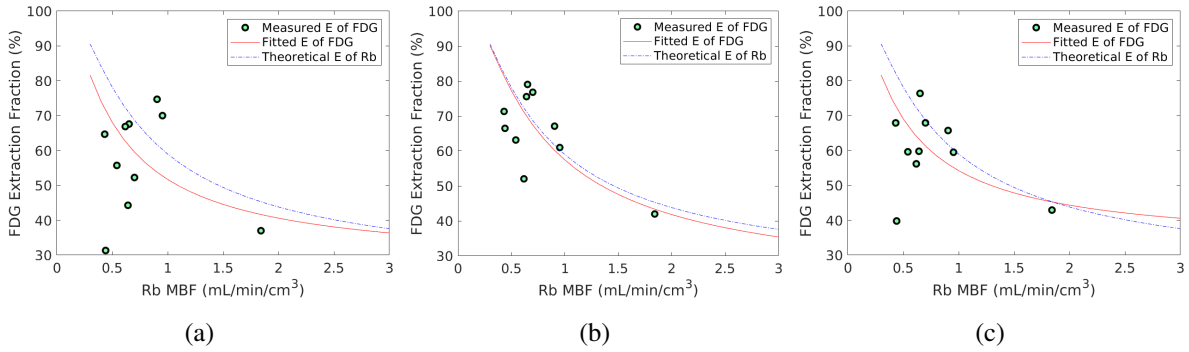 100
90
80
70
60
50
40
30
0
0.5
1
1.5
2
2.5
3
FDG Extraction Fraction (%)
Rb MBF (mL/min/cm³)
Measured E of FDG
Fitted E of FDG
Theoretical E of Rb
(a)
100
90
80
70
60
50
40
30
0
0.5
1
1.5
2
2.5
3
FDG Extraction Fraction (%)
Rb MBF (mL/min/cm³)
Measured E of FDG
Fitted E of FDG
Theoretical E of Rb
(b)
100
90
80
70
60
50
40
30
0
0.5
1
1.5
2
2.5
3
FDG Extraction Fraction (%)
Rb MBF (mL/min/cm³)
Measured E of FDG
Fitted E of FDG
Theoretical E of Rb
(c)